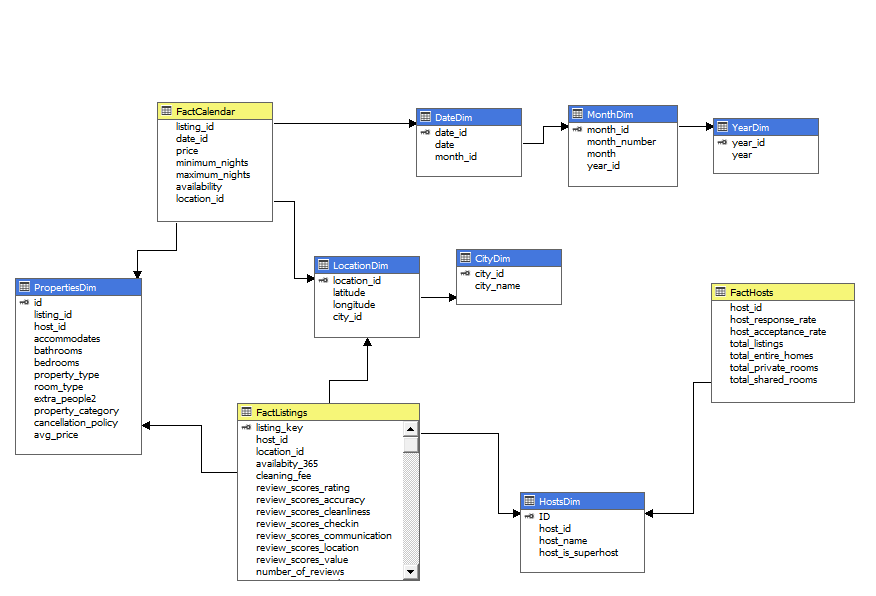 FactCalendar
listing_id
date_id
price
minimum_nights
maximum_nights
availability
location_id
DateDim
date_id
date
month_id
MonthDim
month_id
month_number
month
year_id
YearDim
year_id
year
PropertiesDim
id
listing_id
host_id
accommodates
bathrooms
bedrooms
property_type
room_type
extra_people2
property_category
cancellation_policy
avg_price
LocationDim
location_id
latitude
longitude
city_id
CityDim
city_id
city_name
FactHosts
host_id
host_response_rate
host_acceptance_rate
total_listings
total_entire_homes
total_private_rooms
total_shared_rooms
FactListings
listing_key
host_id
location_id
availabity_365
cleaning_fee
review_scores_rating
review_scores_accuracy
review_scores_cleanliness
review_scores_checkin
review_scores_communication
review_scores_location
review_scores_value
number_of_reviews
HostsDim
ID
host_id
host_name
host_is_superhost